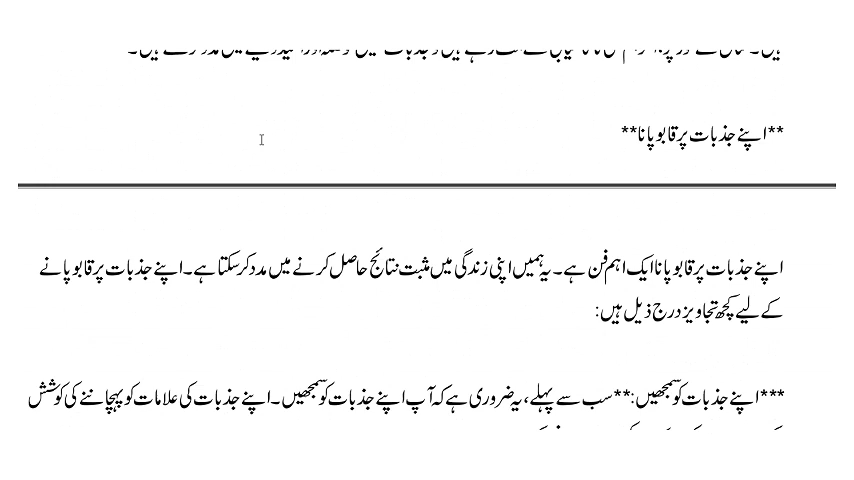 **اپنے جذبات پر قابو پانا**
اپنے جذبات پر قابو پانا ایک اہم فن ہے۔ یہ ہمیں اپنی زندگی میں مثبت نتائج حاصل کرنے میں مدد کر سکتا ہے۔ اپنے جذبات پر قابو پانے
کے لیے کچھ تجاویز درج ذیل ہیں:
***اپنے جذبات کو سمجھیں:** سب سے پہلے، یہ ضروری ہے کہ آپ اپنے جذبات کو سمجھیں۔ اپنے جذبات کی علامات کو پہچاننے کی کوشش